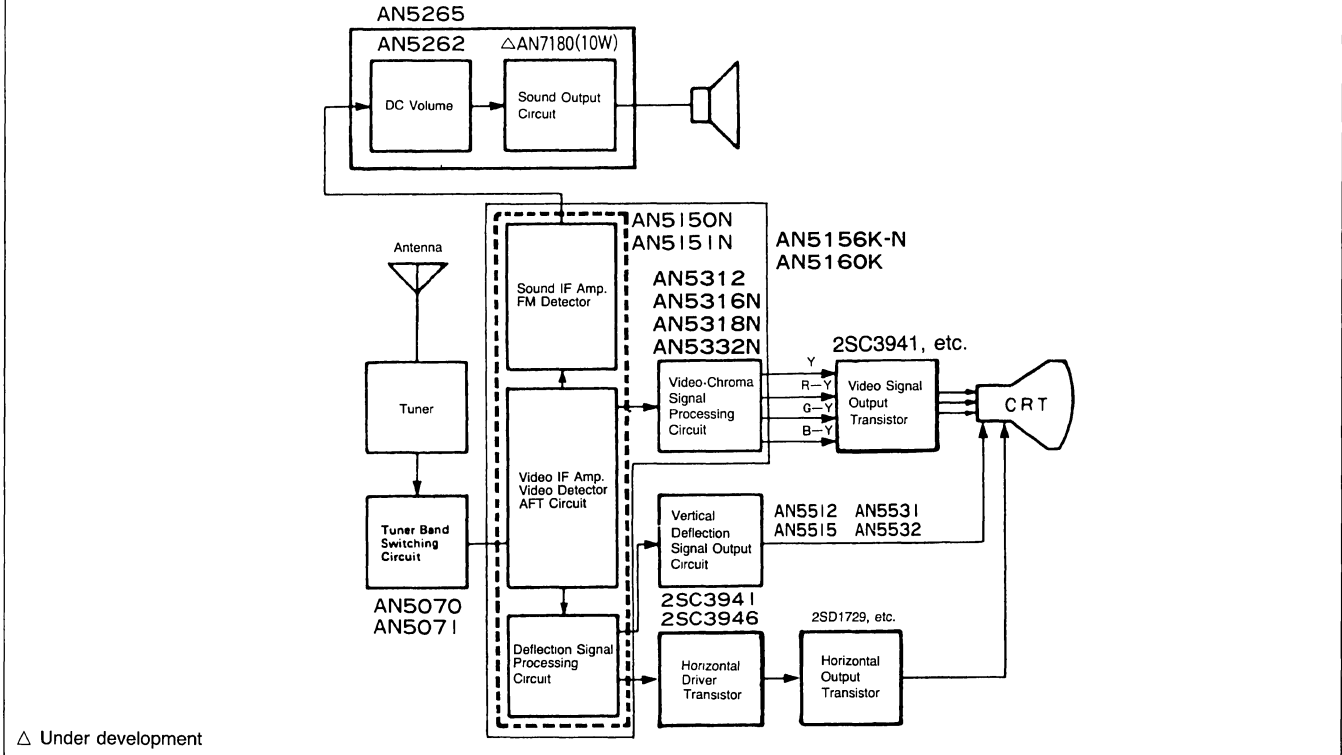 AN5265
AN5262
△AN7180(10W)
DC Volume
Sound Output
Circuit
AN5150N
AN5151N
AN5156K-N
AN5160K
Antenna
Sound IF Amp.
FM Detector
AN5312
AN5316N
AN5318N
AN5332N
2SC3941, etc.
Tuner
Video-Chroma
Signal
Processing
Circuit
Y
R-Y
G-Y
B-Y
Video Signal
Output
Transistor
CRT
Video IF Amp.
Video Detector
AFT Circuit
Tuner Band
Switching
Circuit
AN5070
AN5071
Vertical
Deflection
Signal Output
Circuit
AN5512 AN5531
AN5515 AN5532
2SC3941
2SC3946
2SD1729, etc.
Deflection Signal
Processing
Circuit
Horizontal
Driver
Transistor
Horizontal
Output
Transistor
△ Under development